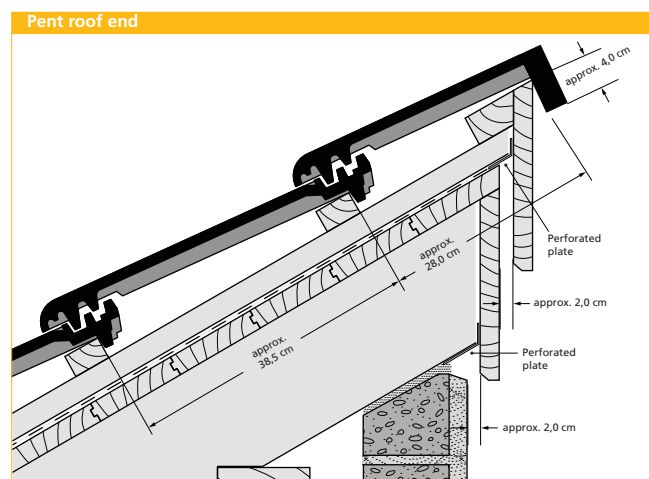 Pent roof end
approx. 4,0 cm
approx.
28,0 cm
Perforated
plate
approx. 2,0 cm
approx.
38,5 cm
Perforated
plate
approx. 2,0 cm